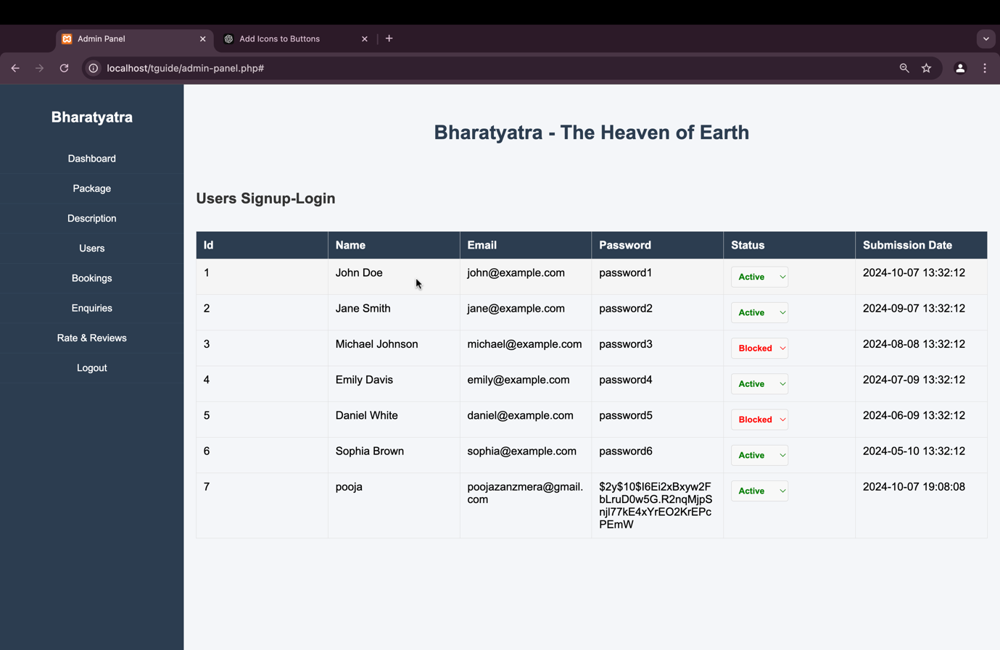 Admin Panel
Add Icons to Buttons
localhost/tguide/admin-panel.php#
Bharatyatra
Dashboard
Package
Description
Users
Bookings
Enquiries
Rate & Reviews
Logout
Bharatyatra - The Heaven of Earth
Users Signup-Login
Id Name Email Password Status Submission Date
1 John Doe john@example.com password1 Active 2024-10-07 13:32:12
2 Jane Smith jane@example.com password2 Active 2024-09-07 13:32:12
3 Michael Johnson michael@example.com password3 Blocked 2024-08-08 13:32:12
4 Emily Davis emily@example.com password4 Active 2024-07-09 13:32:12
5 Daniel White daniel@example.com password5 Blocked 2024-06-09 13:32:12
6 Sophia Brown sophia@example.com password6 Active 2024-05-10 13:32:12
7 pooja poojazanzmera@gmail. $2y$10$I6Ei2xBxyw2F Active 2024-10-07 19:08:08
com bLruD0w5G.R2nqMjpS
njl77kE4xYrEO2KrEPc
PEmW